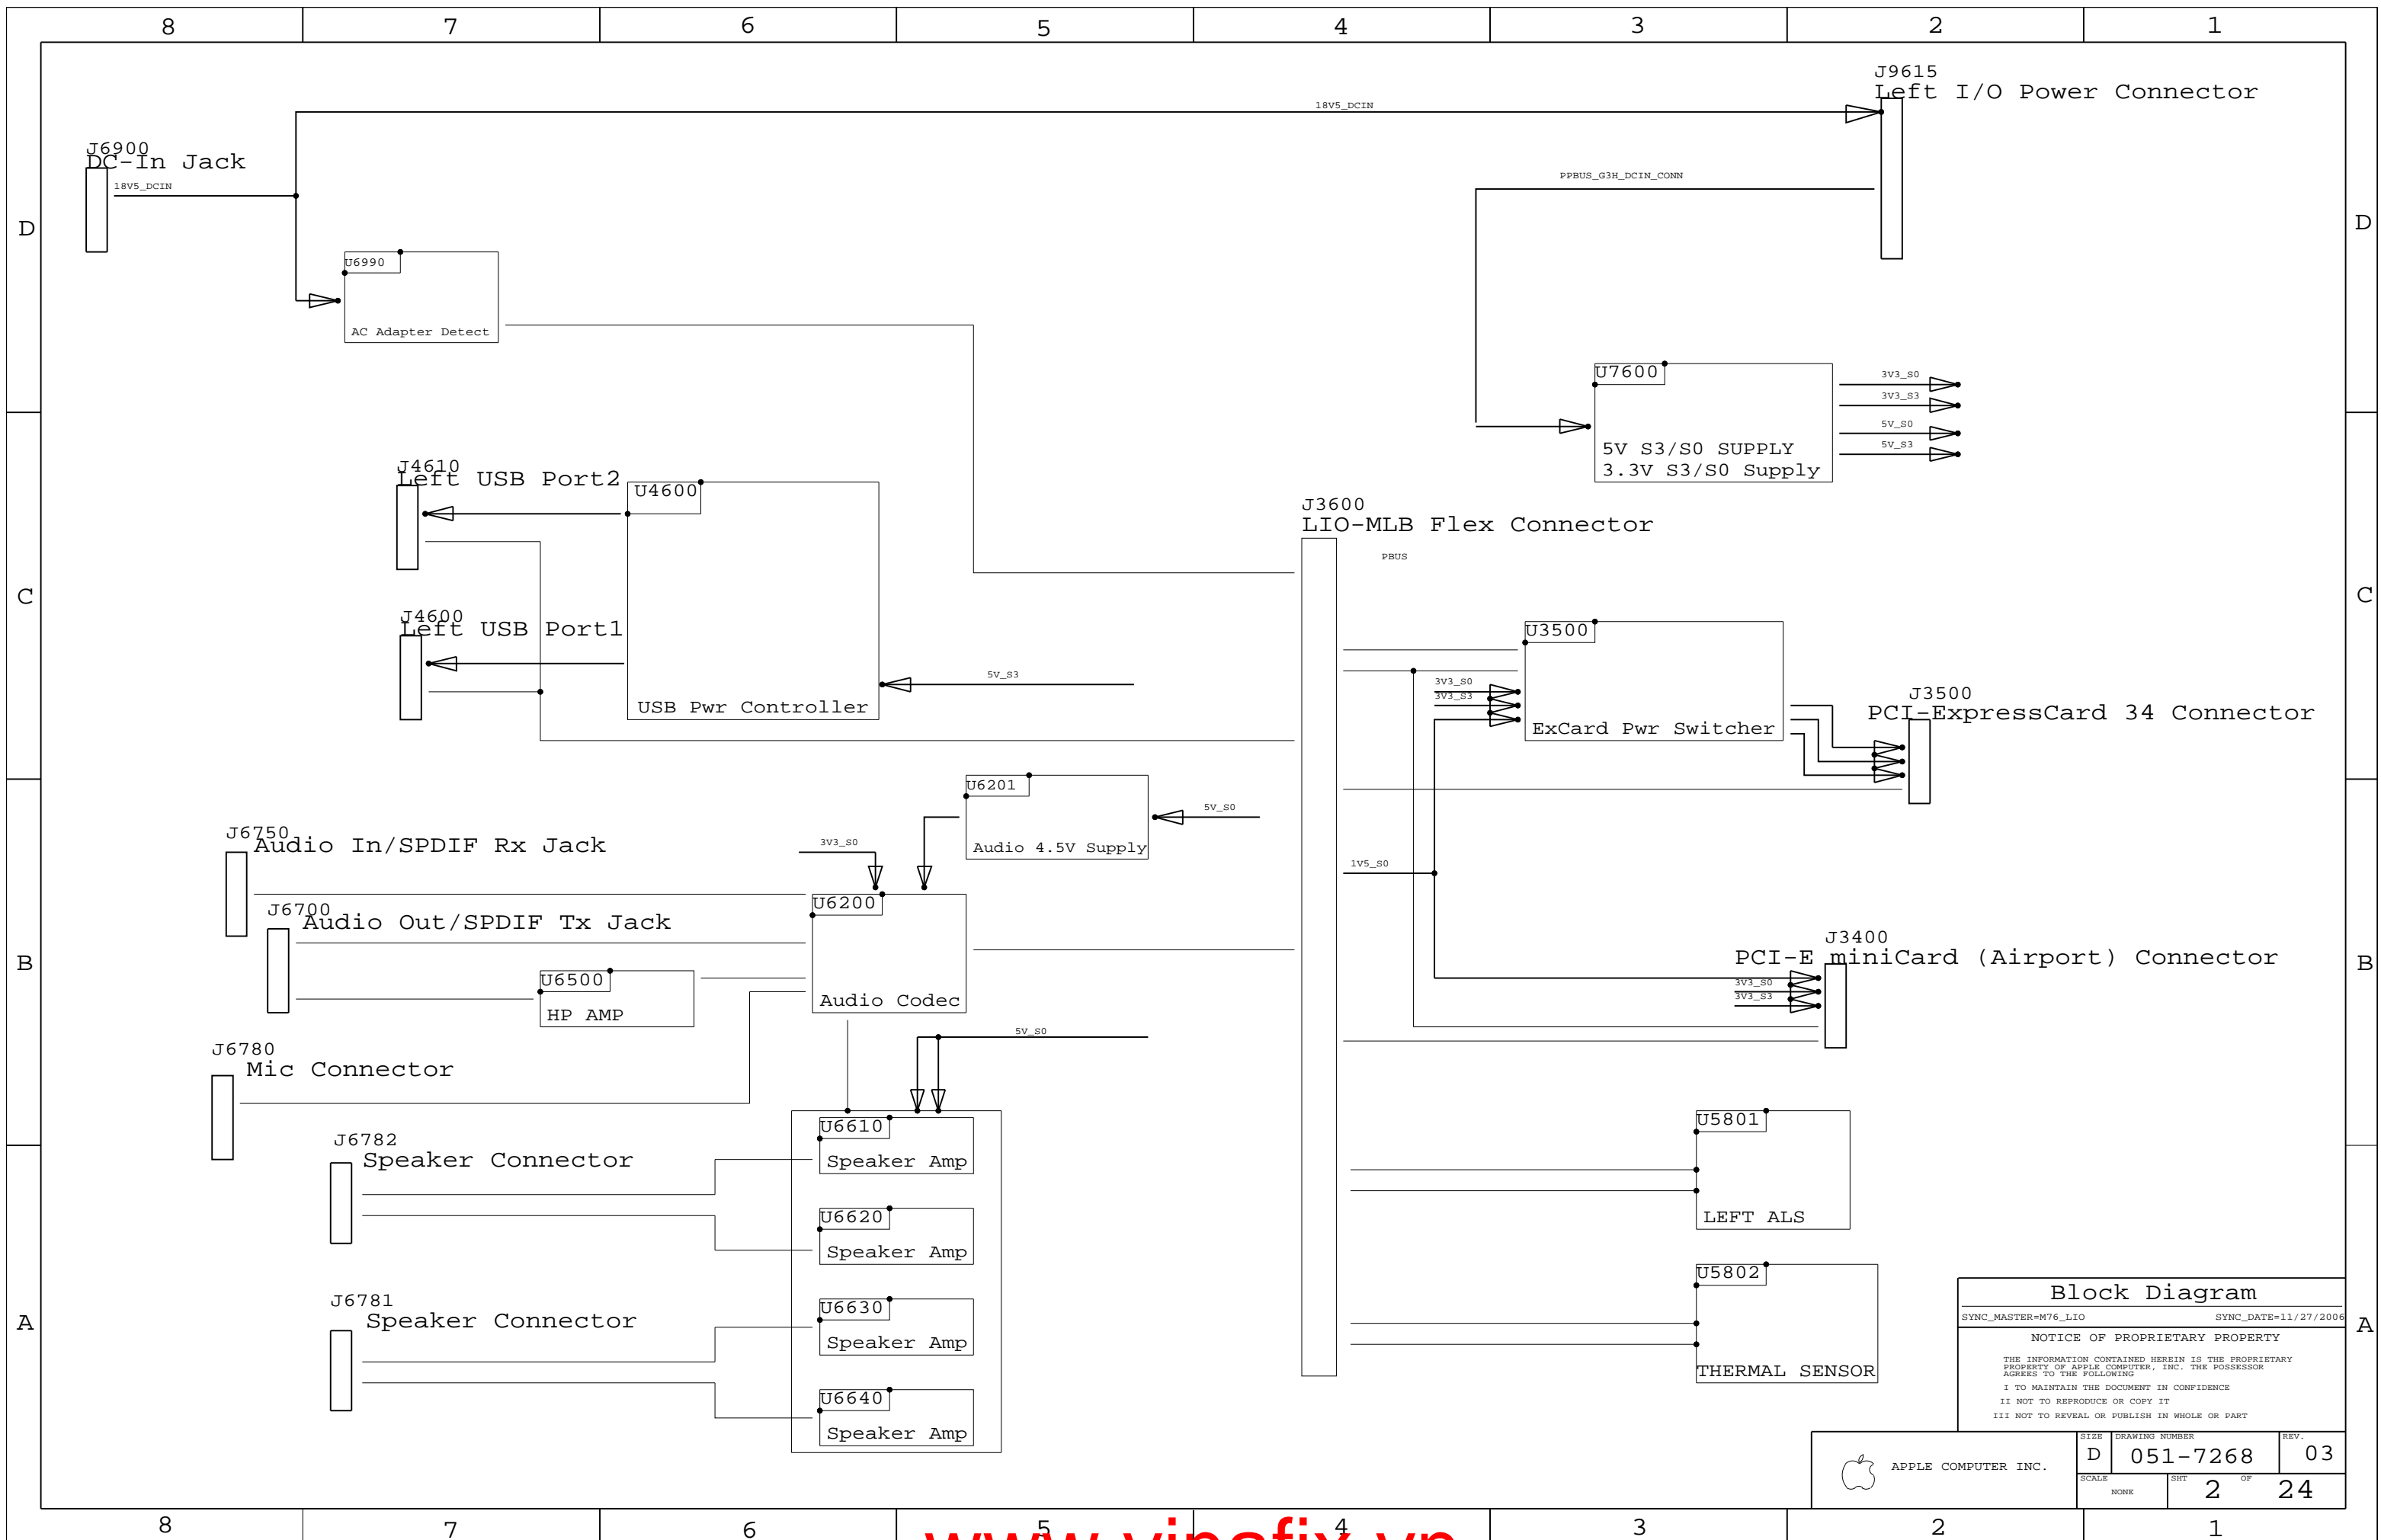 8 7 6 5 4 3 2 1
J9615
Left I/O Power Connector
18V5_DCIN
J6900
DC-In Jack
18V5_DCIN
PPBUS_G3H_DCIN_CONN
D
D
U6990
AC Adapter Detect
U7600
5V S3/S0 SUPPLY
3.3V S3/S0 Supply
3V3_S0
3V3_S3
5V_S0
5V_S3
J4610
Left USB Port2
U4600
USB Pwr Controller
J3600
LIO-MLB Flex Connector
PBUS
C
C
J4600
Left USB Port1
5V_S3
U3500
ExCard Pwr Switcher
3V3_S0
3V3_S3
J3500
PCI-ExpressCard 34 Connector
U6201
Audio 4.5V Supply
5V_S0
J6750
Audio In/SPDIF Rx Jack
3V3_S0
1V5_S0
J6700
Audio Out/SPDIF Tx Jack
U6200
Audio Codec
J3400
PCI-E miniCard (Airport) Connector
3V3_S0
3V3_S3
B
B
U6500
HP AMP
5V_S0
J6780
Mic Connector
U6610
Speaker Amp
U5801
LEFT ALS
J6782
Speaker Connector
U6620
Speaker Amp
U5802
THERMAL SENSOR
J6781
Speaker Connector
U6630
Speaker Amp
U6640
Speaker Amp
A
A
Block Diagram
SYNC_MASTER=M76_LIO
SYNC_DATE=11/27/2006
NOTICE OF PROPRIETARY PROPERTY
THE INFORMATION CONTAINED HEREIN IS THE PROPRIETARY
PROPERTY OF APPLE COMPUTER, INC. THE POSSESSOR
AGREES TO THE FOLLOWING
I TO MAINTAIN THE DOCUMENT IN CONFIDENCE
II NOT TO REPRODUCE OR COPY IT
III NOT TO REVEAL OR PUBLISH IN WHOLE OR PART
APPLE COMPUTER INC.
SIZE
D
DRAWING NUMBER
051-7268
REV.
03
SCALE
NONE
SHT
2
OF
24
8 7 6 5 4 3 2 1
www.vinafix.vn